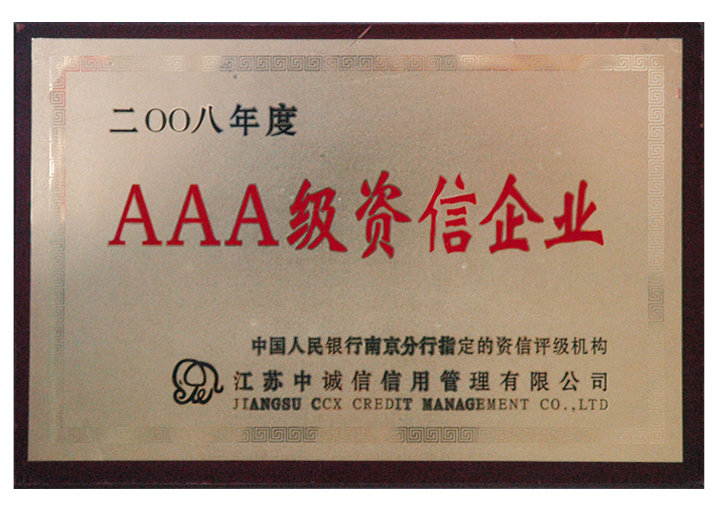 二〇〇八年度
AAA级资信企业
中国人民银行南京分行指定的资信评级机构
江苏中诚信信用管理有限公司
JIANGSU CCX CREDIT MANAGEMENT CO.,LTD